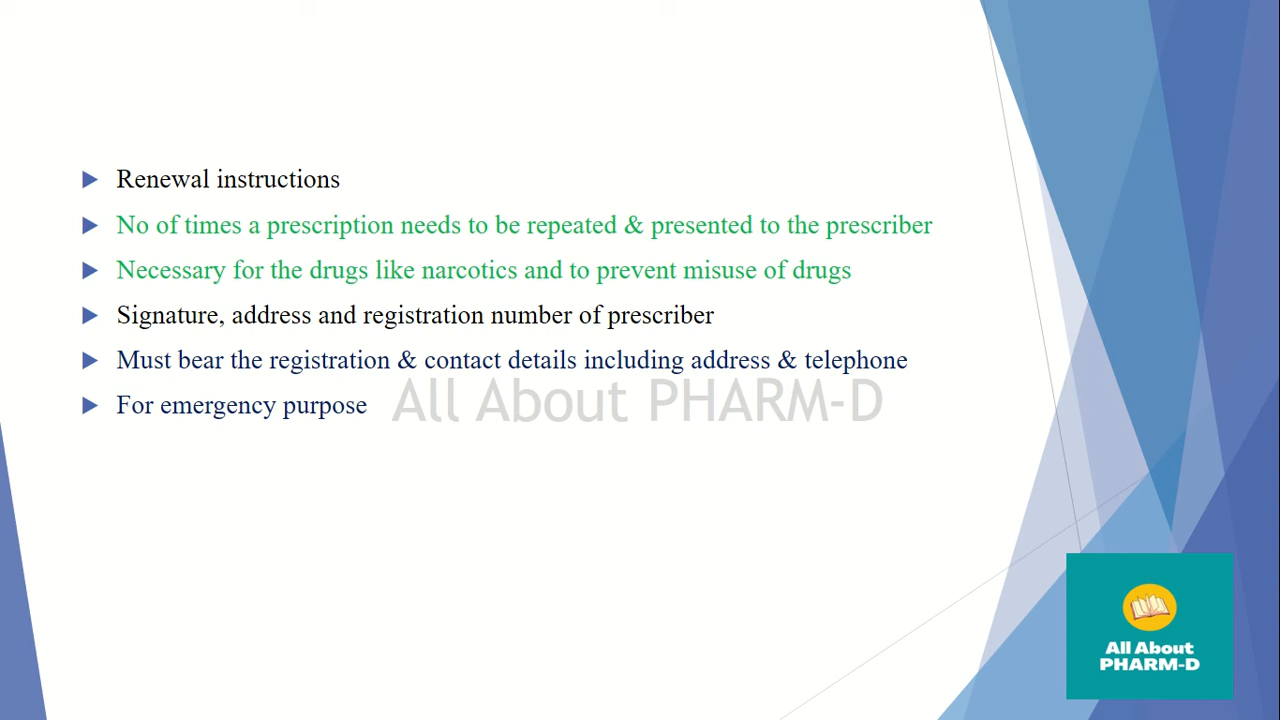 Renewal instructions
No of times a prescription needs to be repeated & presented to the prescriber
Necessary for the drugs like narcotics and to prevent misuse of drugs
Signature, address and registration number of prescriber
Must bear the registration & contact details including address & telephone
For emergency purpose
All About PHARM-D
All About
PHARM-D